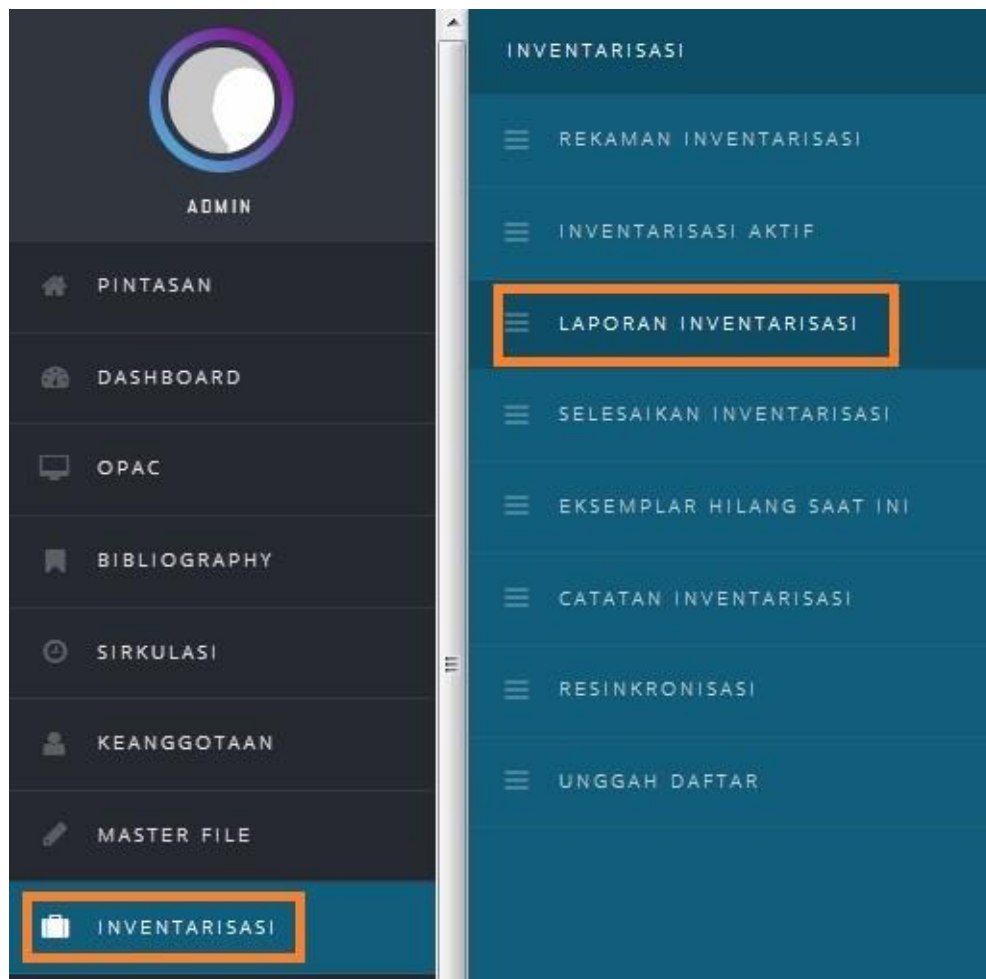 ADMIN
PINTASAN
DASHBOARD
OPAC
BIBLIOGRAPHY
SIRKULASI
KEANGGOTAAN
MASTER FILE
INVENTARISASI
INVENTARISASI
REKAMAN INVENTARISASI
INVENTARISASI AKTIF
LAPORAN INVENTARISASI
SELESAIKAN INVENTARISASI
EKSEMPLAR HILANG SAAT INI
CATATAN INVENTARISASI
RESINKRONISASI
UNGGAH DAFTAR